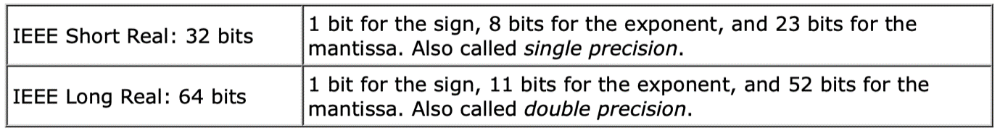 IEEE Short Real: 32 bits
1 bit for the sign, 8 bits for the exponent, and 23 bits for the
mantissa. Also called single precision.
IEEE Long Real: 64 bits
1 bit for the sign, 11 bits for the exponent, and 52 bits for the
mantissa. Also called double precision.